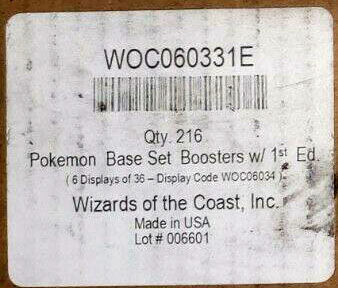 WOC060331E
Qty. 216
Pokemon Base Set Boosters w/ 1st Ed.
( 6 Displays of 36 – Display Code WOC06034 )
Wizards of the Coast, Inc.
Made in USA
Lot # 006601